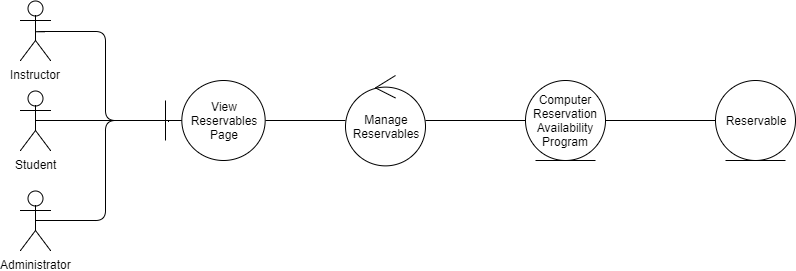 Instructor
Student
Administrator
View
Reservables
Page
Manage
Reservables
Computer
Reservation
Availability
Program
Reservable